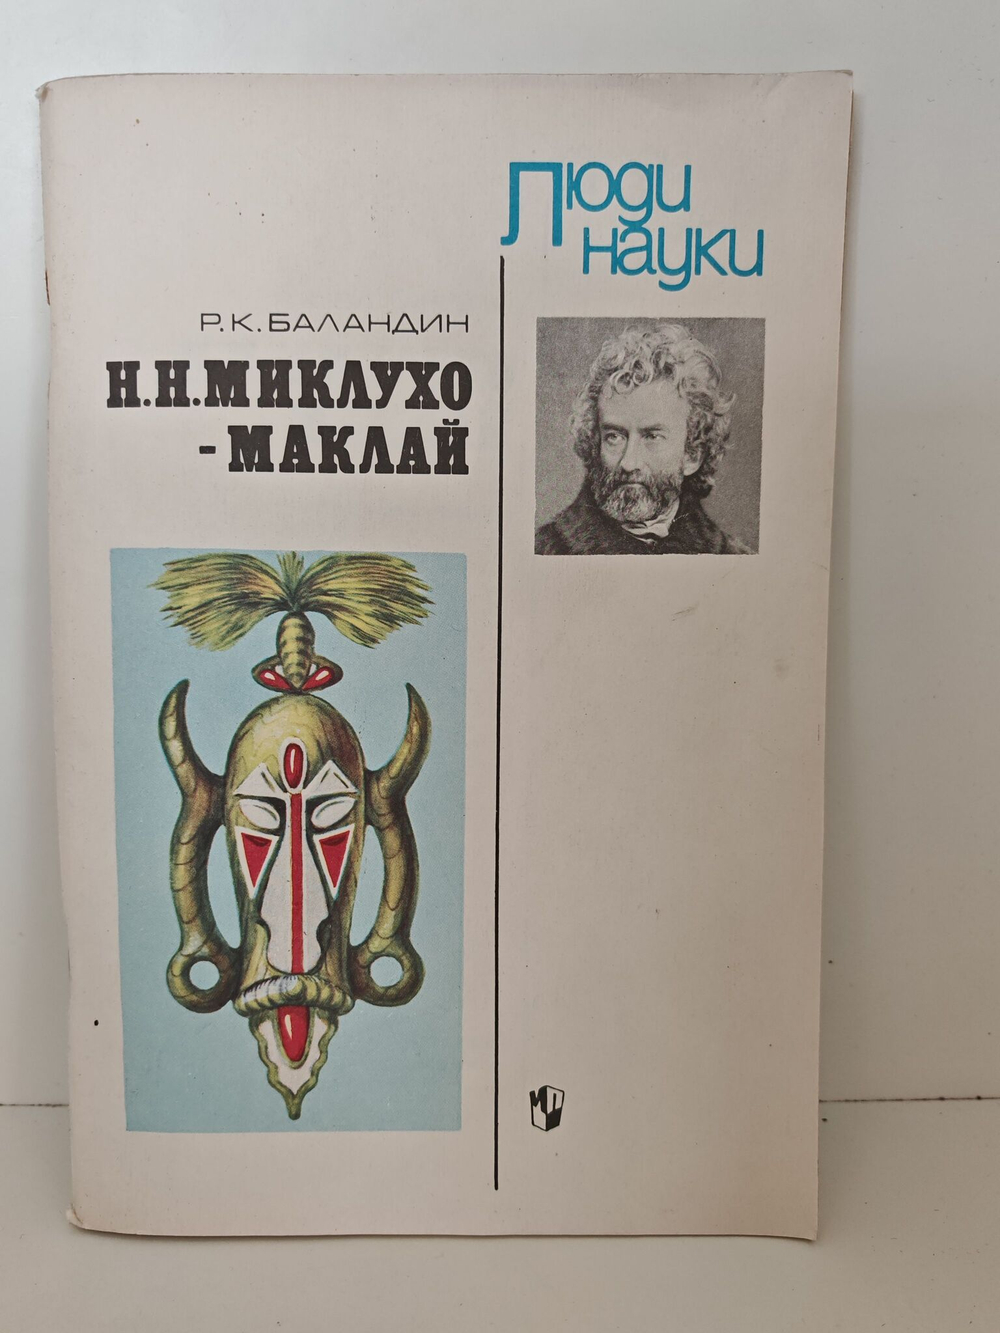 Люди
науки
Р. К. БАЛАНДИН
Н.Н.МИКЛУХО
-МАКЛАЙ